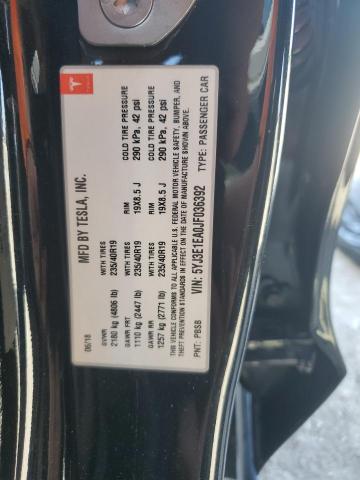 TESLA
MFD BY TESLA, INC.
06/18
GVWR WITH TIRES RIM COLD TIRE PRESSURE
2180 kg (4806 lb) 235/40R19 19X8.5 J 290 kPa, 42 psi
GAWR FRT WITH TIRES RIM COLD TIRE PRESSURE
1110 kg (2447 lb) 235/40R19 19X8.5 J 290 kPa, 42 psi
GAWR RR
1257 kg (2771 lb)
THIS VEHICLE CONFORMS TO ALL APPLICABLE U.S. FEDERAL MOTOR VEHICLE SAFETY, BUMPER, AND
THEFT PREVENTION STANDARDS IN EFFECT ON THE DATE OF MANUFACTURE SHOWN ABOVE.
VIN: 5YJ3E1EA0JF036392
PNT: PBSB TYPE: PASSENGER CAR